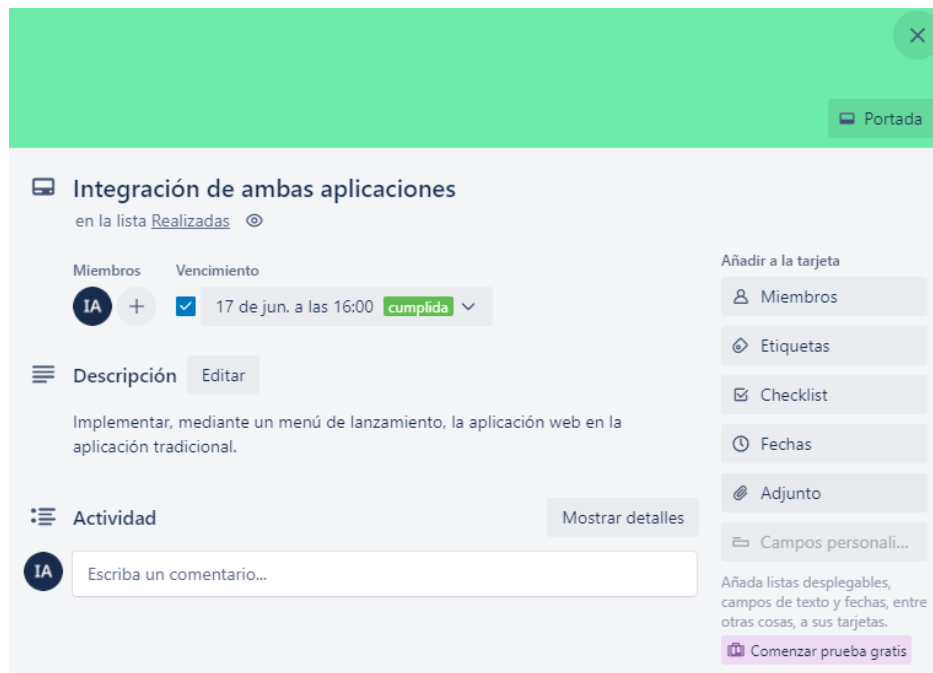 Portada
Integración de ambas aplicaciones
en la lista Realizadas
Miembros Vencimiento
IA 17 de jun. a las 16:00 cumplida
Descripción Editar
Implementar, mediante un menú de lanzamiento, la aplicación web en la
aplicación tradicional.
Actividad Mostrar detalles
IA Escriba un comentario...
Añadir a la tarjeta
Miembros
Etiquetas
Checklist
Fechas
Adjunto
Campos personali...
Añada listas desplegables,
campos de texto y fechas, entre
otras cosas, a sus tarjetas.
Comenzar prueba gratis